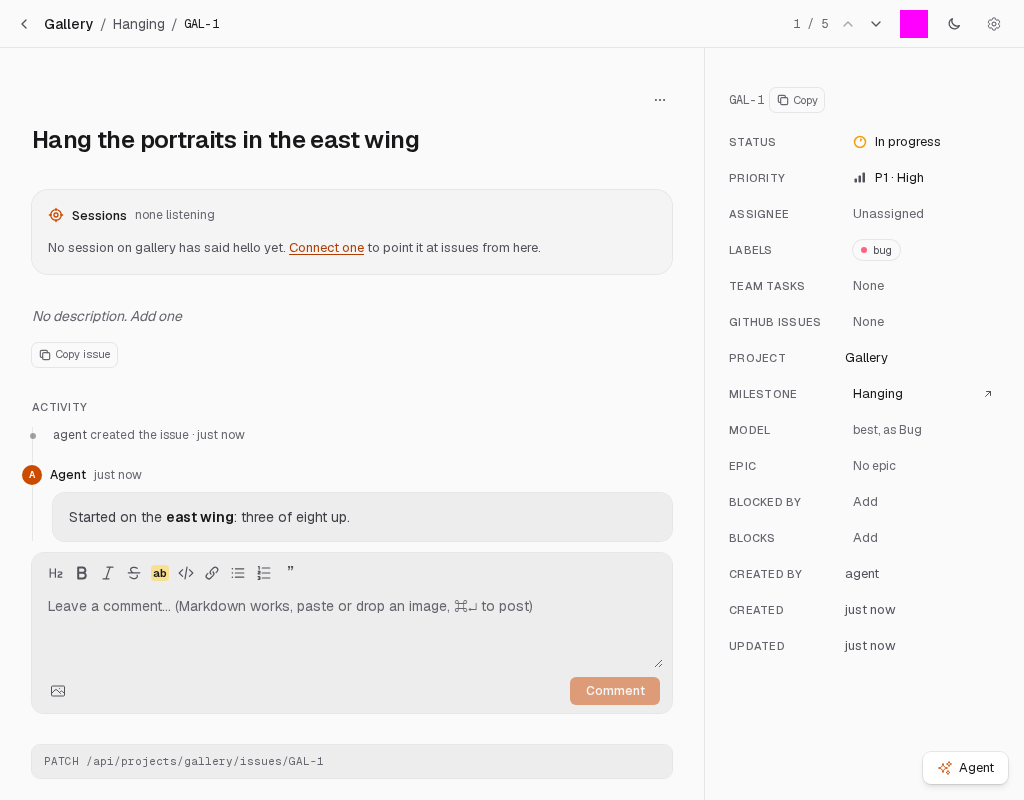 Gallery / Hanging / GAL-1
1 / 5
Hang the portraits in the east wing
Sessions none listening
No session on gallery has said hello yet. Connect one to point it at issues from here.
No description. Add one
Copy issue
ACTIVITY
agent created the issue · just now
A Agent just now
Started on the east wing: three of eight up.
H2 B I S ab </> ”
Leave a comment... (Markdown works, paste or drop an image, ⌘↵ to post)
Comment
PATCH /api/projects/gallery/issues/GAL-1
GAL-1 Copy
STATUS In progress
PRIORITY P1 · High
ASSIGNEE Unassigned
LABELS bug
TEAM TASKS None
GITHUB ISSUES None
PROJECT Gallery
MILESTONE Hanging
MODEL best, as Bug
EPIC No epic
BLOCKED BY Add
BLOCKS Add
CREATED BY agent
CREATED just now
UPDATED just now
Agent